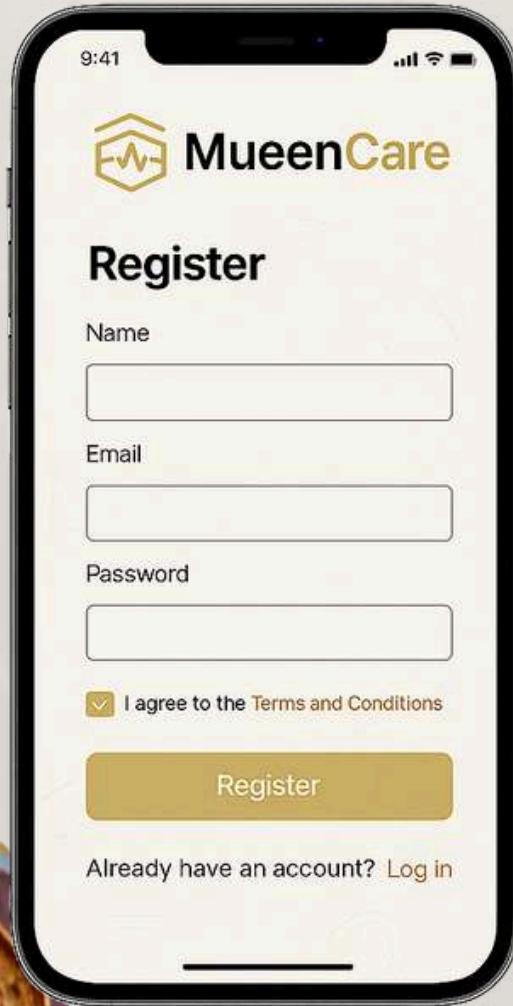 9:41
MueenCare
Register
Name
Email
Password
I agree to the Terms and Conditions
Register
Already have an account? Log in